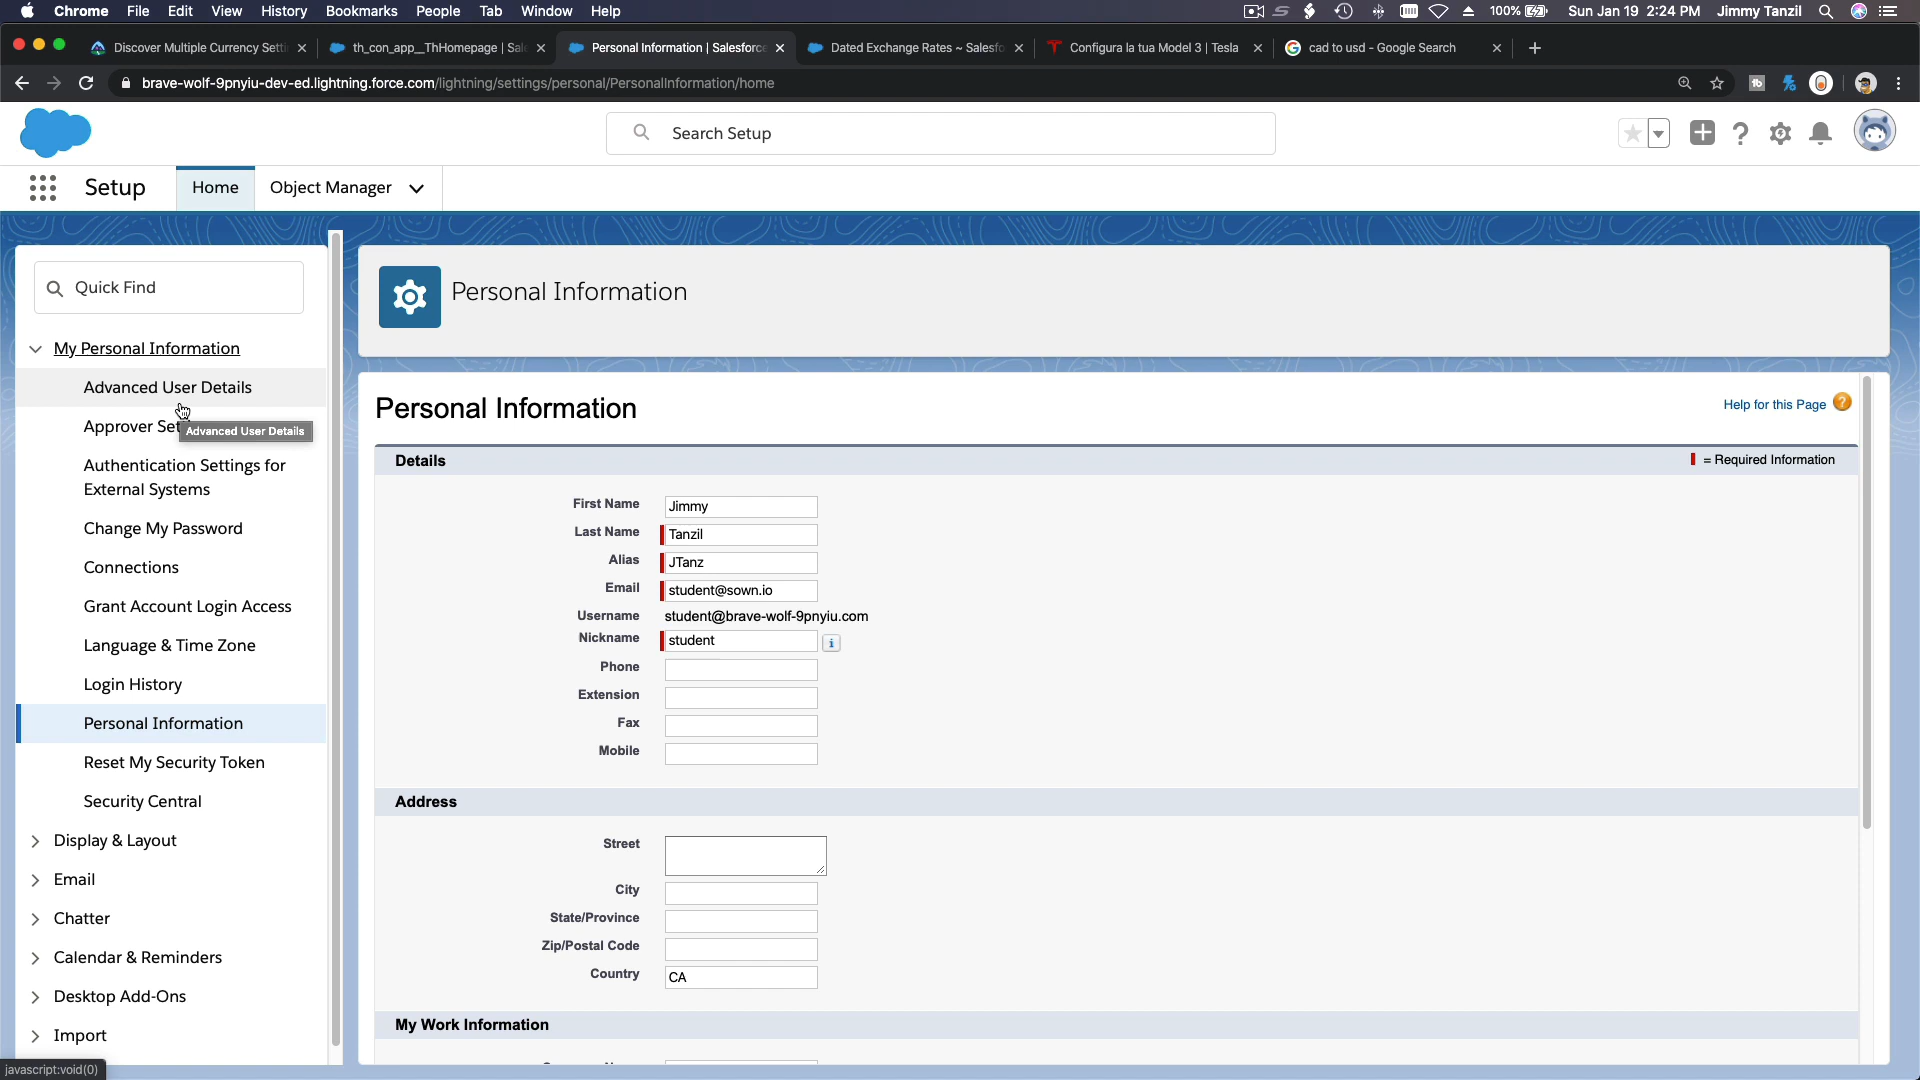 Chrome File Edit View History Bookmarks People Tab Window Help 100% Sun Jan 19 2:24 PM Jimmy Tanzil
Discover Multiple Currency Setti
th_con_app__ThHomepage | Sal
Personal Information | Salesforce
Dated Exchange Rates ~ Salesfo
Configura la tua Model 3 | Tesla
cad to usd - Google Search
brave-wolf-9pnyiu-dev-ed.lightning.force.com/lightning/settings/personal/PersonalInformation/home
Search Setup
Setup Home Object Manager
Quick Find
My Personal Information
Advanced User Details
Approver Set
Advanced User Details
Authentication Settings for
External Systems
Change My Password
Connections
Grant Account Login Access
Language & Time Zone
Login History
Personal Information
Reset My Security Token
Security Central
Display & Layout
Email
Chatter
Calendar & Reminders
Desktop Add-Ons
Import
javascript:void(0)
Personal Information
Personal Information
Help for this Page
Details
= Required Information
First Name Jimmy
Last Name Tanzil
Alias JTanz
Email student@sown.io
Username student@brave-wolf-9pnyiu.com
Nickname student
Phone
Extension
Fax
Mobile
Address
Street
City
State/Province
Zip/Postal Code
Country CA
My Work Information